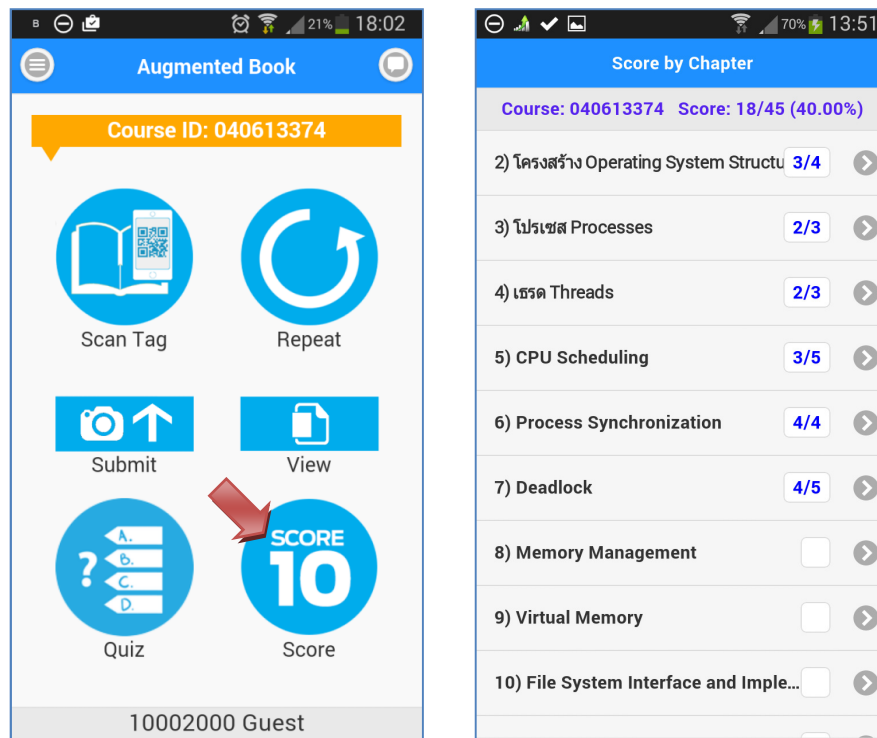 B 21% 18:02
Augmented Book
Course ID: 040613374
Scan Tag
Repeat
Submit
View
?
A.
B.
C.
D.
Quiz
SCORE
10
Score
10002000 Guest
70% 13:51
Score by Chapter
Course: 040613374 Score: 18/45 (40.00%)
2) โครงสร้าง Operating System Structu 3/4
3) โปรเซส Processes 2/3
4) เธรด Threads 2/3
5) CPU Scheduling 3/5
6) Process Synchronization 4/4
7) Deadlock 4/5
8) Memory Management
9) Virtual Memory
10) File System Interface and Imple...